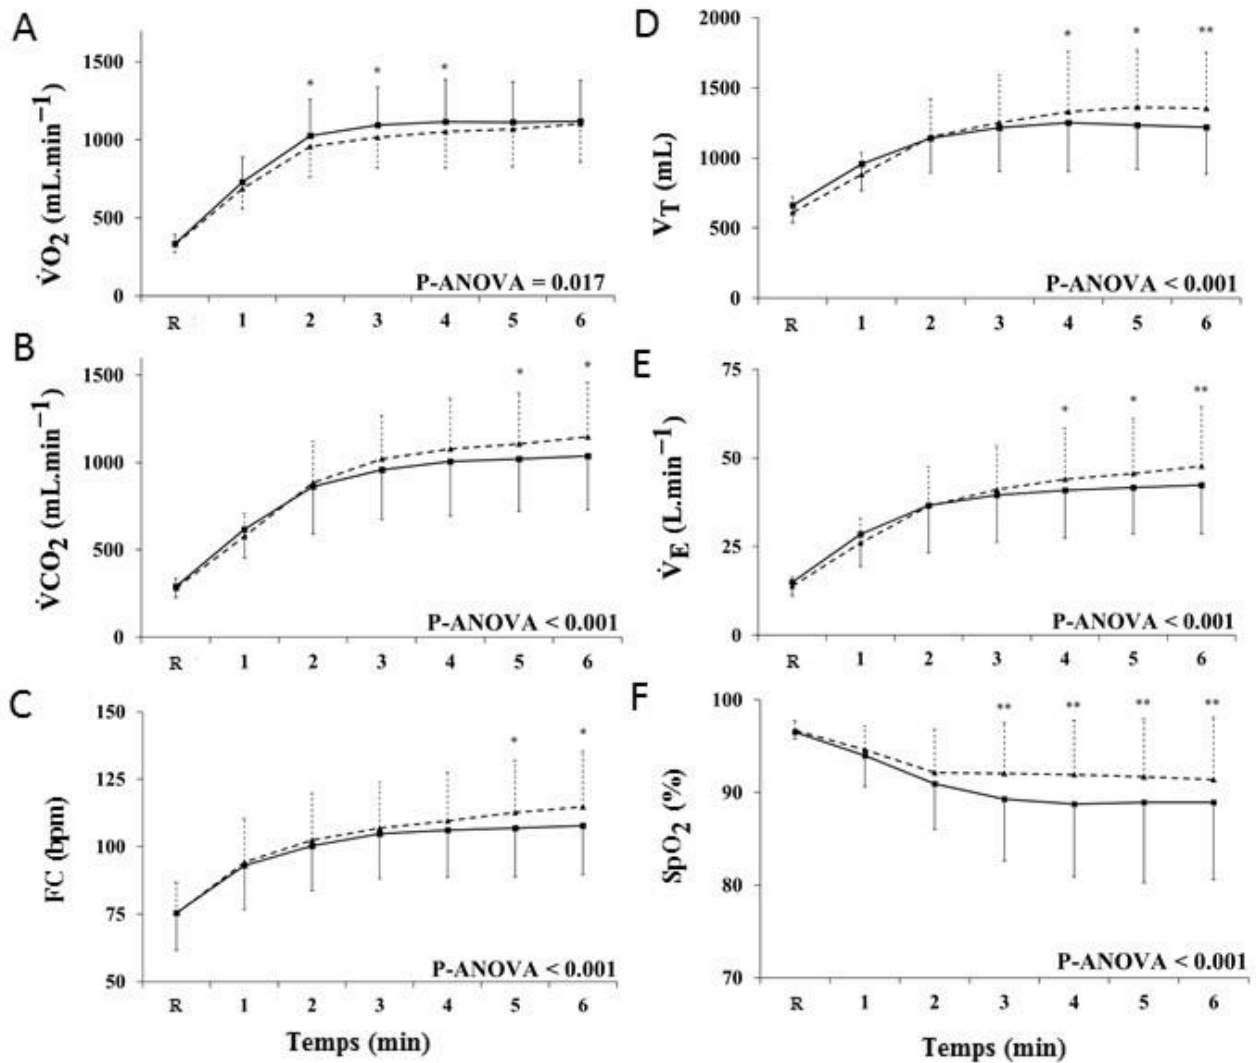 A
1500
1000
500
0
V̇O₂ (mL.min⁻¹)
* * *
P-ANOVA = 0.017
R 1 2 3 4 5 6
B
1500
1000
500
0
V̇CO₂ (mL.min⁻¹)
* *
P-ANOVA < 0.001
R 1 2 3 4 5 6
C
150
125
100
75
50
FC (bpm)
* *
P-ANOVA < 0.001
R 1 2 3 4 5 6
Temps (min)
D
2000
1500
1000
500
0
V_T (mL)
* * **
P-ANOVA < 0.001
R 1 2 3 4 5 6
E
75
50
25
0
V̇_E (L.min⁻¹)
* * **
P-ANOVA < 0.001
R 1 2 3 4 5 6
F
100
90
80
70
SpO₂ (%)
** ** ** **
P-ANOVA < 0.001
R 1 2 3 4 5 6
Temps (min)